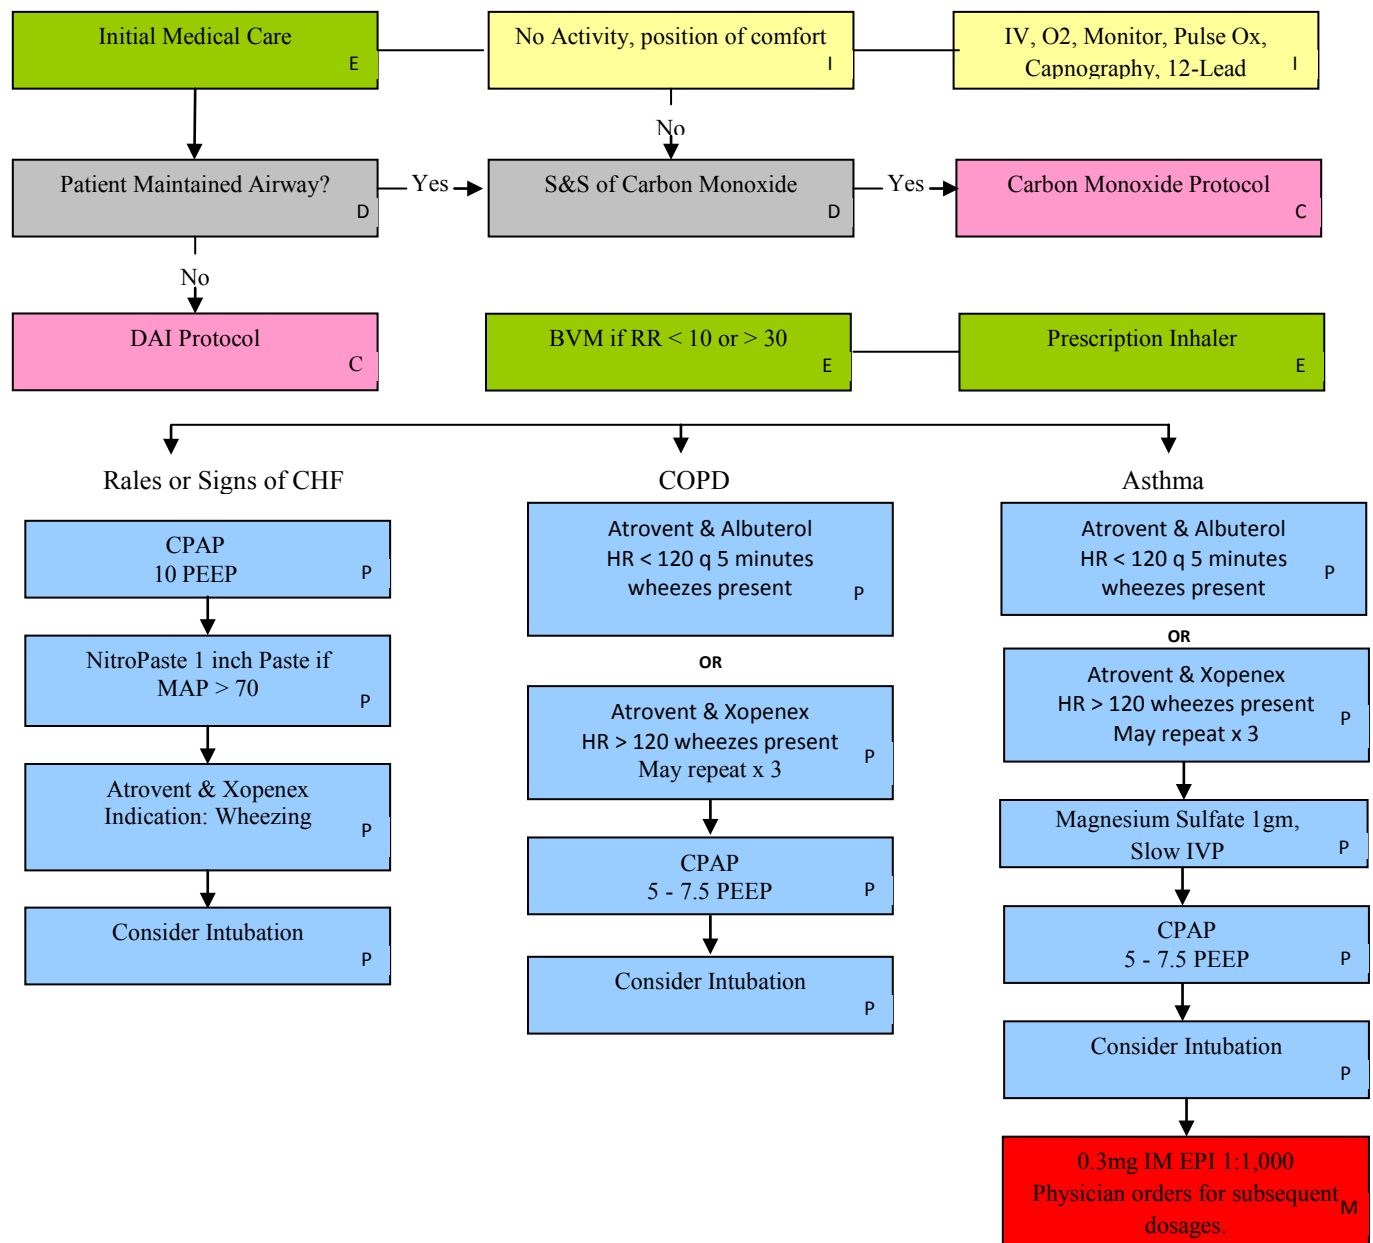 Initial Medical Care
E
No Activity, position of comfort
I
IV, O2, Monitor, Pulse Ox,
Capnography, 12-Lead
I
No
Patient Maintained Airway?
D
Yes
S&S of Carbon Monoxide
D
Yes
Carbon Monoxide Protocol
C
No
DAI Protocol
C
BVM if RR < 10 or > 30
E
Prescription Inhaler
E
Rales or Signs of CHF
CPAP
10 PEEP
P
NitroPaste 1 inch Paste if
MAP > 70
P
Atrovent & Xopenex
Indication: Wheezing
P
Consider Intubation
P
COPD
Atrovent & Albuterol
HR < 120 q 5 minutes
wheezes present
P
OR
Atrovent & Xopenex
HR > 120 wheezes present
May repeat x 3
P
CPAP
5 - 7.5 PEEP
P
Consider Intubation
P
Asthma
Atrovent & Albuterol
HR < 120 q 5 minutes
wheezes present
P
OR
Atrovent & Xopenex
HR > 120 wheezes present
May repeat x 3
P
Magnesium Sulfate 1gm,
Slow IVP
P
CPAP
5 - 7.5 PEEP
P
Consider Intubation
P
0.3mg IM EPI 1:1,000
Physician orders for subsequent
dosages.
M